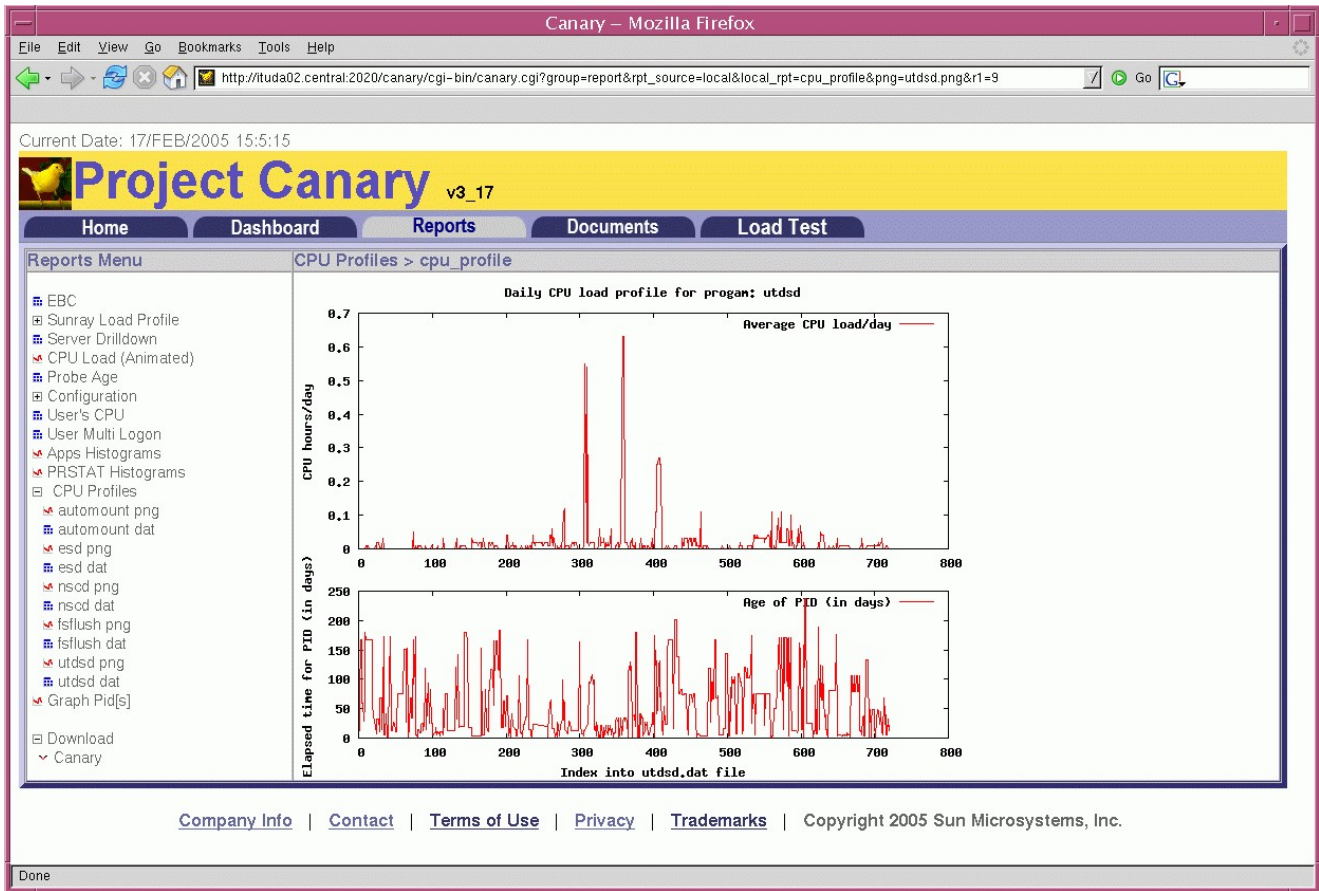 Canary – Mozilla Firefox
File Edit View Go Bookmarks Tools Help
http://ituda02.central:2020/canary/cgi-bin/canary.cgi?group=report&rpt_source=local&local_rpt=cpu_profile&png=utdsd.png&r1=9 Go G
Current Date: 17/FEB/2005 15:5:15
Project Canary v3_17
Home Dashboard Reports Documents Load Test
Reports Menu
EBC
Sunray Load Profile
Server Drilldown
CPU Load (Animated)
Probe Age
Configuration
User's CPU
User Multi Logon
Apps Histograms
PRSTAT Histograms
CPU Profiles
automount png
automount dat
esd png
esd dat
nscd png
nscd dat
fsflush png
fsflush dat
utdsd png
utdsd dat
Graph Pid[s]
Download
Canary
CPU Profiles > cpu_profile
Daily CPU load profile for progam: utdsd
Average CPU load/day
CPU hours/day
0.7
0.6
0.5
0.4
0.3
0.2
0.1
0
0 100 200 300 400 500 600 700 800
Age of PID (in days)
Elapsed time for PID (in days)
250
200
150
100
50
0
0 100 200 300 400 500 600 700 800
Index into utdsd.dat file
Company Info | Contact | Terms of Use | Privacy | Trademarks | Copyright 2005 Sun Microsystems, Inc.
Done